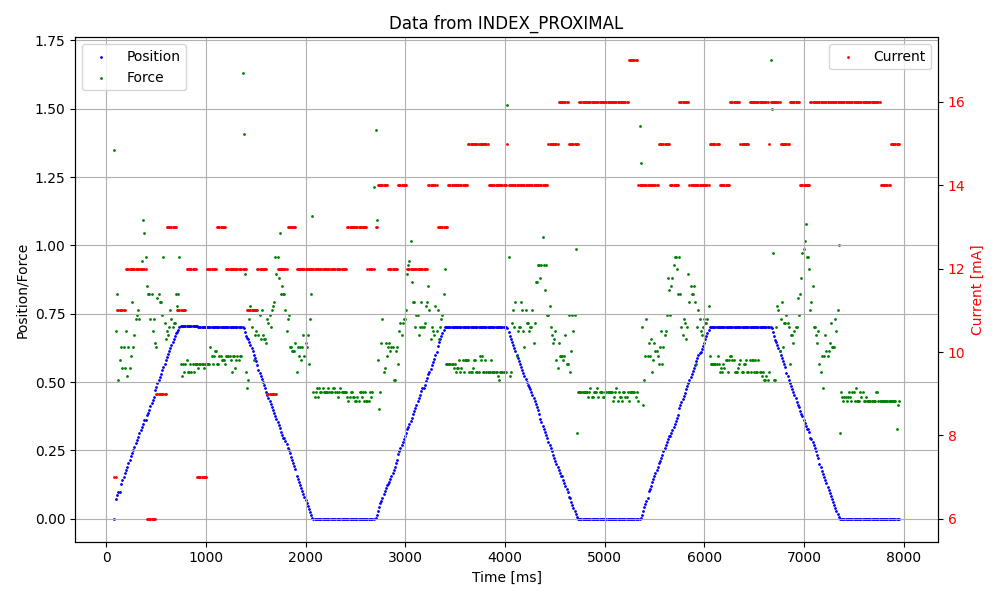 Data from INDEX_PROXIMAL
Position
Force
Current
Position/Force
1.75
1.50
1.25
1.00
0.75
0.50
0.25
0.00
16
14
12
10
8
6
Current [mA]
0 1000 2000 3000 4000 5000 6000 7000 8000
Time [ms]